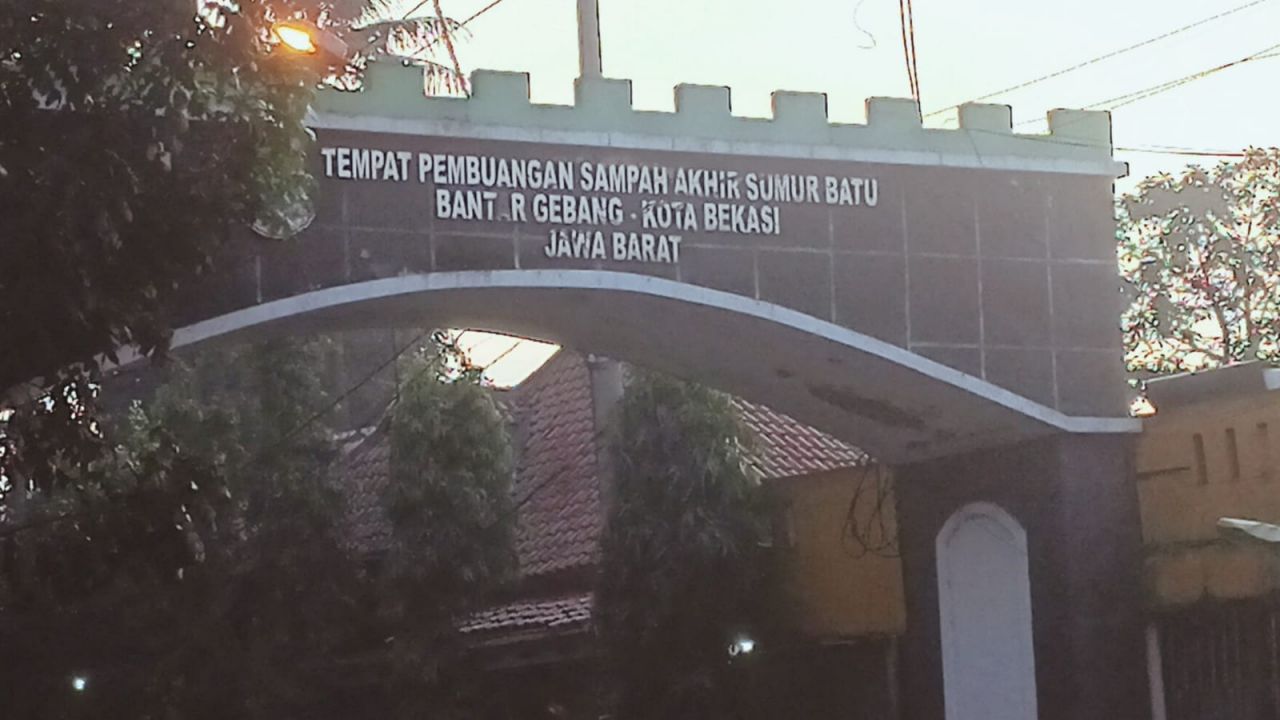 TEMPAT PEMBUANGAN SAMPAH AKHIR SUMUR BATU
BANT R GEBANG - KOTA BEKASI
JAWA BARAT